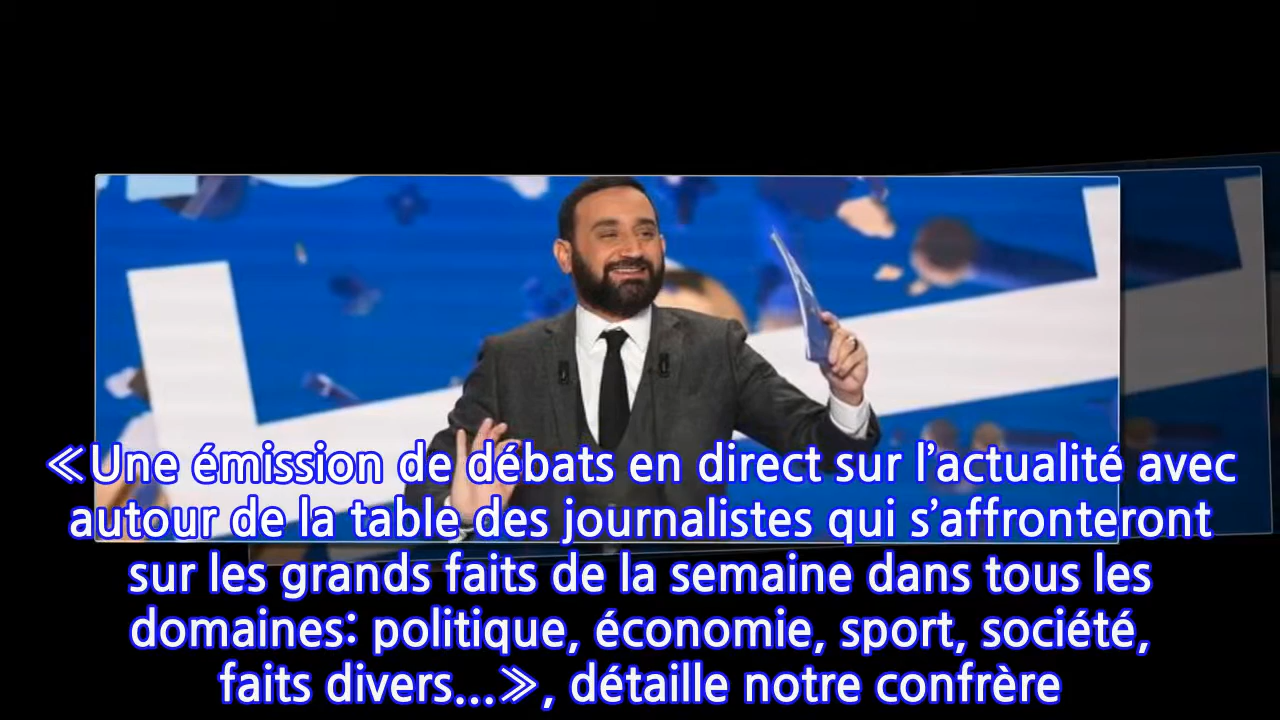 ≪Une émission de débats en direct sur l’actualité avec
autour de la table des journalistes qui s’affronteront
sur les grands faits de la semaine dans tous les
domaines: politique, économie, sport, société,
faits divers...≫, détaille notre confrère